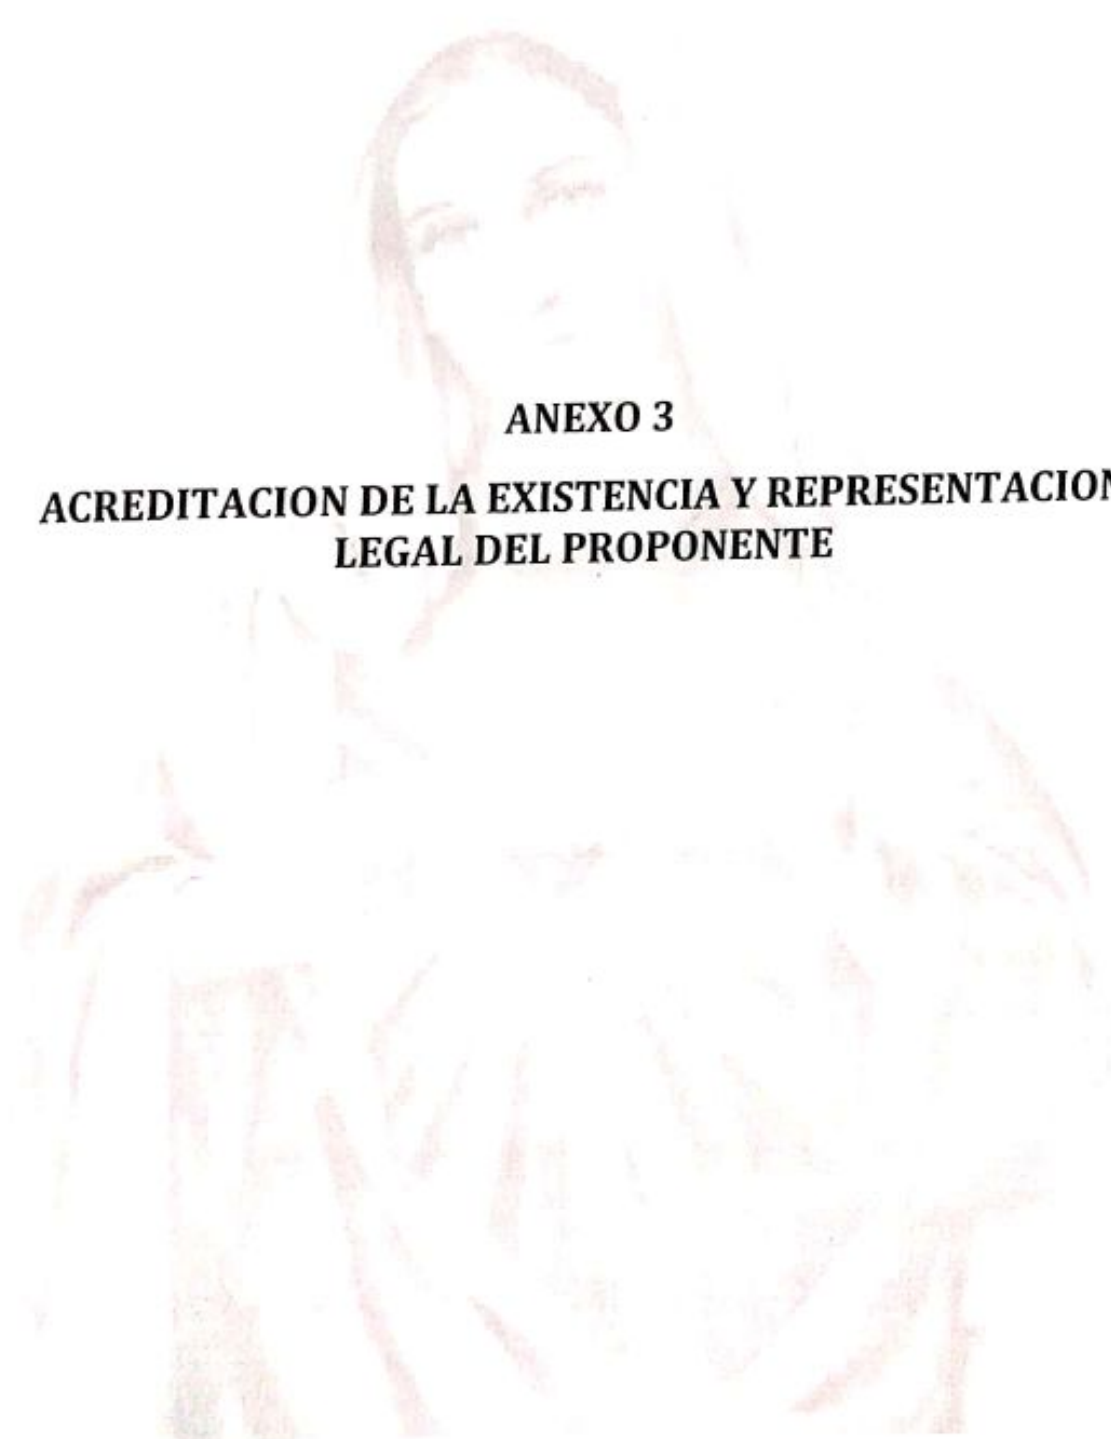 ANEXO 3
ACREDITACION DE LA EXISTENCIA Y REPRESENTACION
LEGAL DEL PROPONENTE